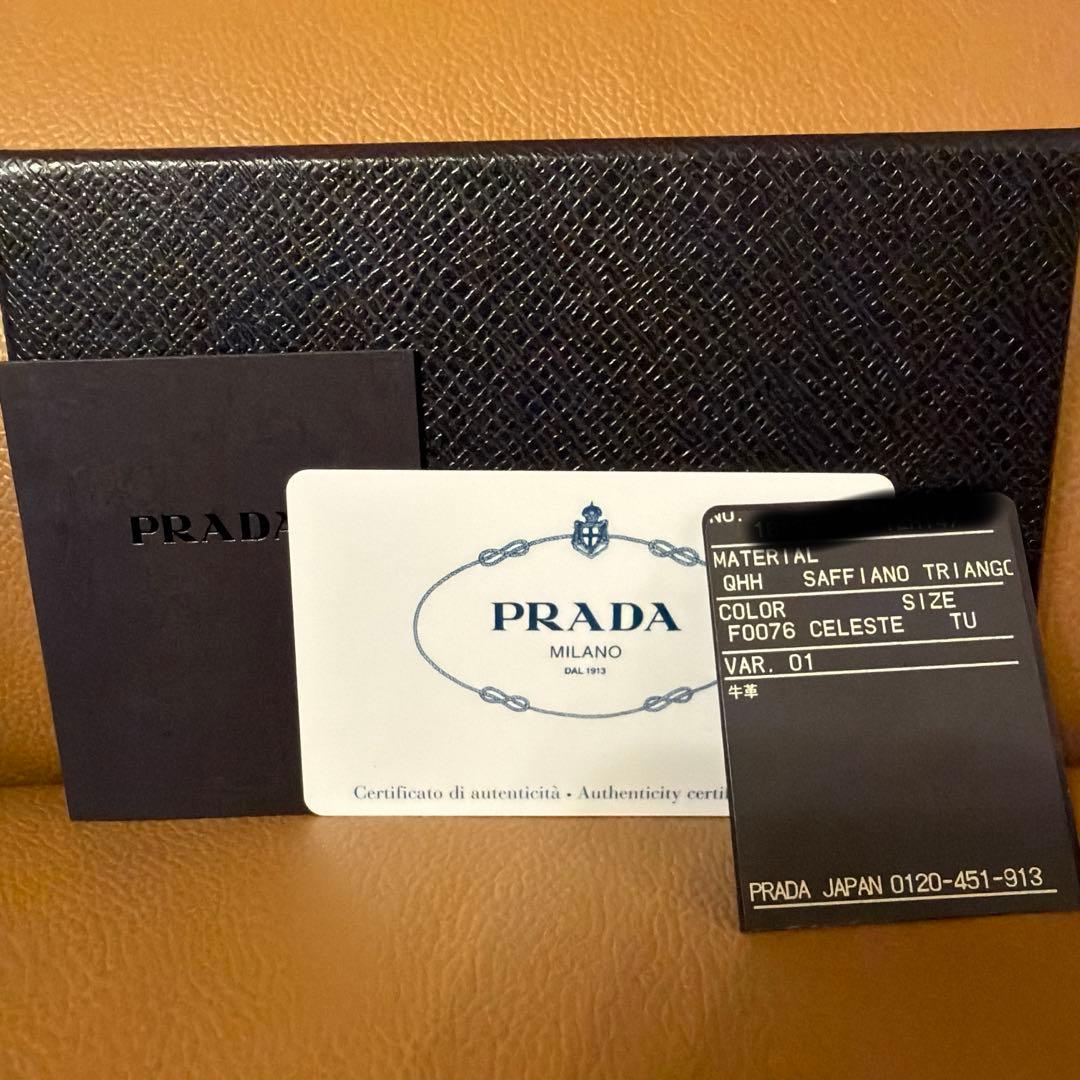 PRADA
PRADA
MILANO
DAL 1913
Certificato di autenticità • Authenticity certi
NO.
MATERIAL
QHH SAFFIANO TRIANGO
COLOR SIZE
F0076 CELESTE TU
VAR. 01
牛革
PRADA JAPAN 0120-451-913